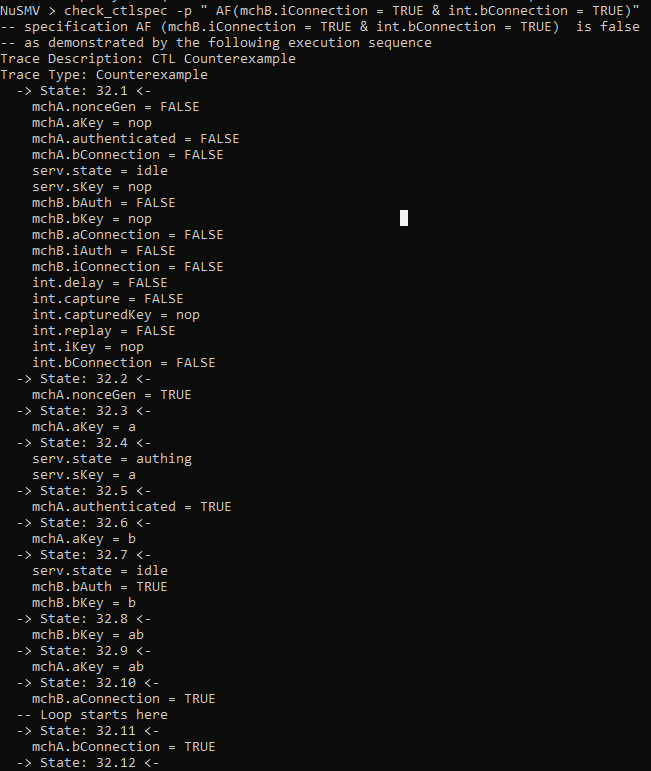 NuSMV > check_ctlspec -p " AF(mchB.iConnection = TRUE & int.bConnection = TRUE)"
-- specification AF (mchB.iConnection = TRUE & int.bConnection = TRUE)  is false
-- as demonstrated by the following execution sequence
Trace Description: CTL Counterexample
Trace Type: Counterexample
  -> State: 32.1 <-
    mchA.nonceGen = FALSE
    mchA.aKey = nop
    mchA.authenticated = FALSE
    mchA.bConnection = FALSE
    serv.state = idle
    serv.sKey = nop
    mchB.bAuth = FALSE
    mchB.bKey = nop
    mchB.aConnection = FALSE
    mchB.iAuth = FALSE
    mchB.iConnection = FALSE
    int.delay = FALSE
    int.capture = FALSE
    int.capturedKey = nop
    int.replay = FALSE
    int.iKey = nop
    int.bConnection = FALSE
  -> State: 32.2 <-
    mchA.nonceGen = TRUE
  -> State: 32.3 <-
    mchA.aKey = a
  -> State: 32.4 <-
    serv.state = authing
    serv.sKey = a
  -> State: 32.5 <-
    mchA.authenticated = TRUE
  -> State: 32.6 <-
    mchA.aKey = b
  -> State: 32.7 <-
    serv.state = idle
    mchB.bAuth = TRUE
    mchB.bKey = b
  -> State: 32.8 <-
    mchB.bKey = ab
  -> State: 32.9 <-
    mchA.aKey = ab
  -> State: 32.10 <-
    mchB.aConnection = TRUE
  -- Loop starts here
  -> State: 32.11 <-
    mchA.bConnection = TRUE
  -> State: 32.12 <-